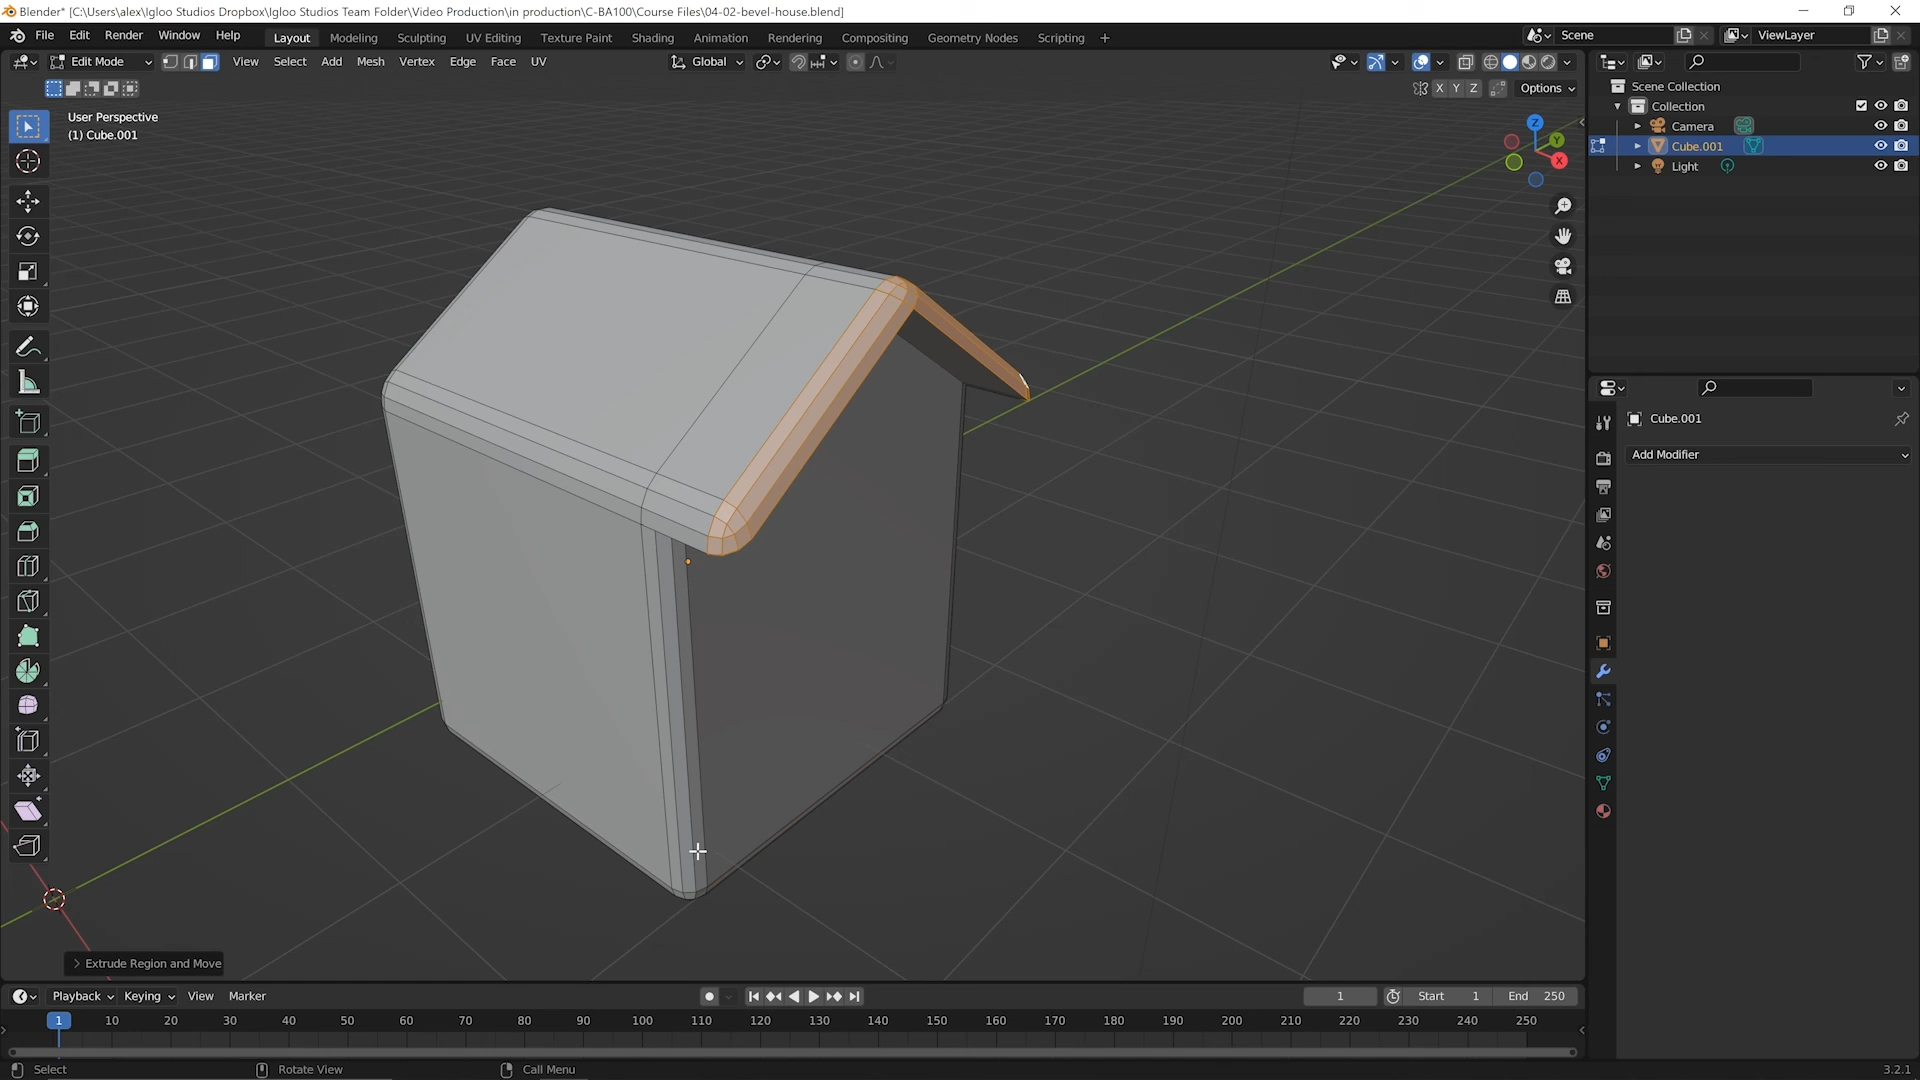 Blender* [C:\Users\alex\Igloo Studios Dropbox\Igloo Studios Team Folder\Video Production\in production\C-BA100\Course Files\04-02-bevel-house.blend]
File Edit Render Window Help Layout Modeling Sculpting UV Editing Texture Paint Shading Animation Rendering Compositing Geometry Nodes Scripting + Scene ViewLayer
Edit Mode View Select Add Mesh Vertex Edge Face UV Global
X Y Z Options
User Perspective
(1) Cube.001
Z
Y
X
Scene Collection
Collection
Camera
Cube.001
Light
Cube.001
Add Modifier
Extrude Region and Move
Playback Keying View Marker 1 Start 1 End 250
1 10 20 30 40 50 60 70 80 90 100 110 120 130 140 150 160 170 180 190 200 210 220 230 240 250
Select Rotate View Call Menu 3.2.1